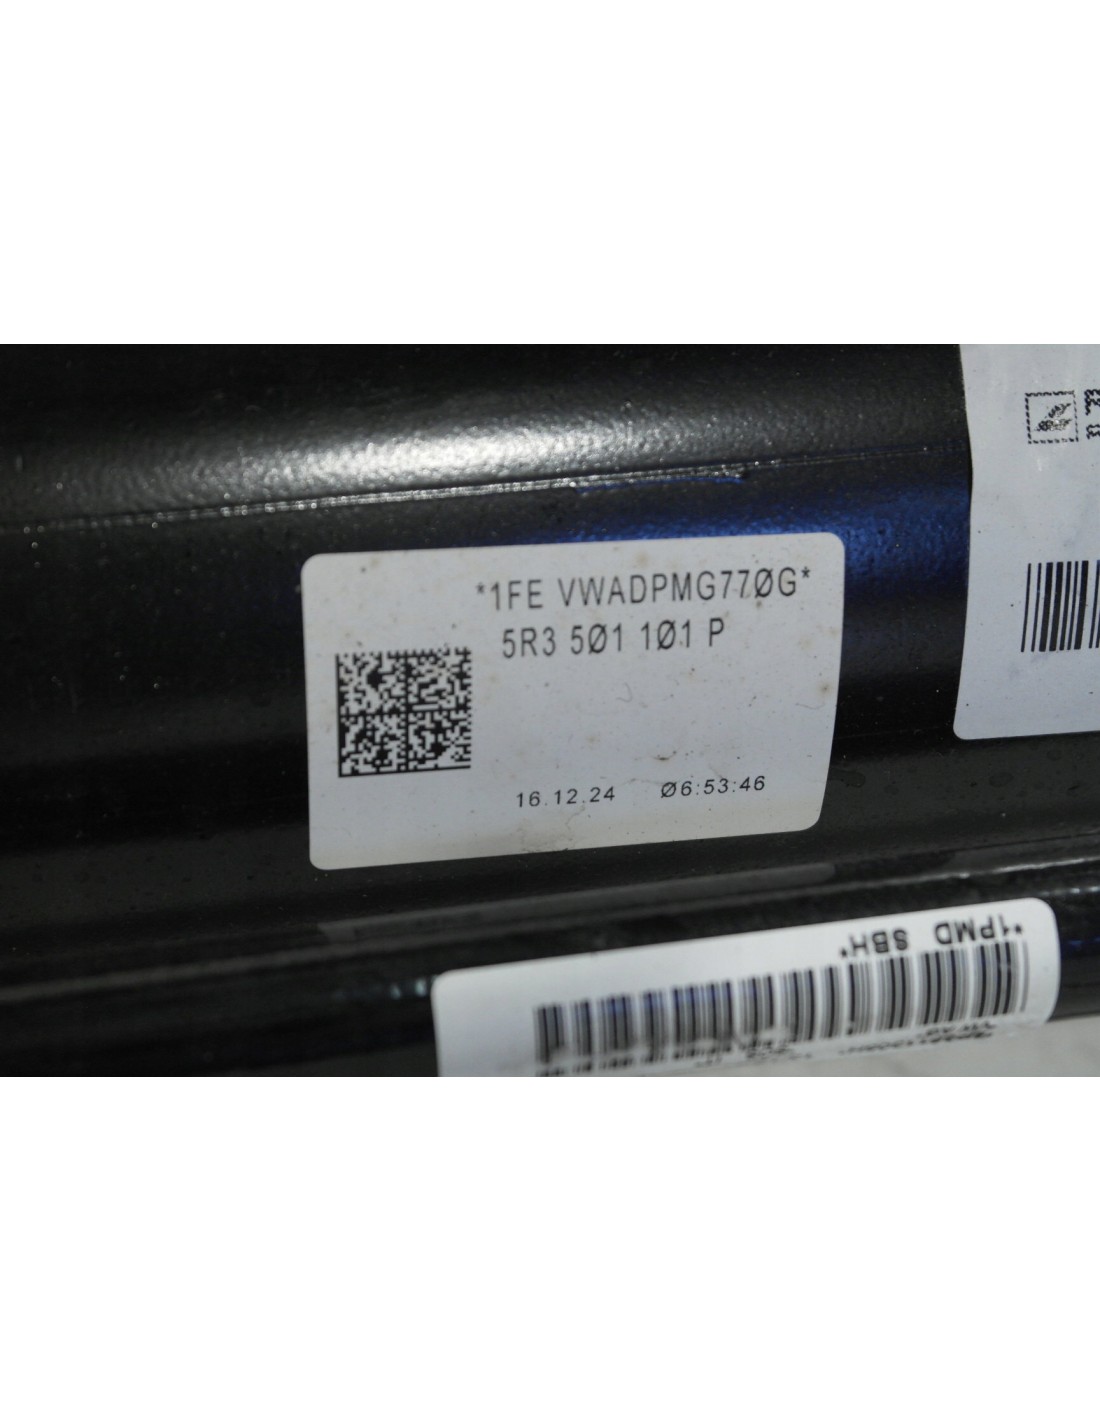 *1FE VWADPMG77ØG*
5R3 5Ø1 1Ø1 P
16.12.24 Ø6:53:46
*1PMD SBH*